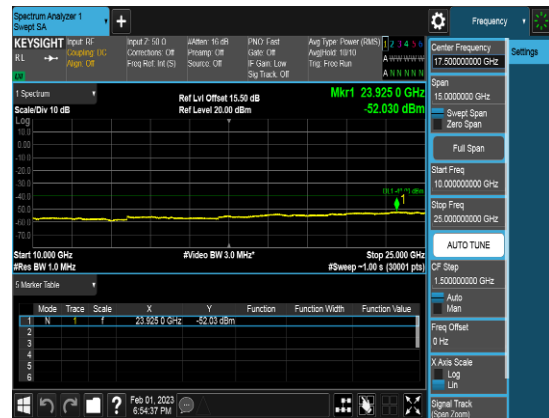 Spectrum Analyzer 1
Swept SA
Frequency
KEYSIGHT
RL
Input: RF
Coupling: DC
Align: Off
Input Z: 50 Ω
Corrections: Off
Freq Ref: Int (S)
#Atten: 16 dB
Preamp: Off
Source: Off
PNO: Fast
Gate: Off
IF Gain: Low
Sig Track: Off
Avg Type: Power (RMS)
Avg|Hold: 10/10
Trig: Free Run
1 2 3 4 5 6
A W W W W W
A N N N N N
Center Frequency
17.500000000 GHz
Settings
Span
15.0000000 GHz
Swept Span
Zero Span
Full Span
Start Freq
10.000000000 GHz
Stop Freq
25.000000000 GHz
AUTO TUNE
CF Step
1.500000000 GHz
Auto
Man
Freq Offset
0 Hz
X Axis Scale
Log
Lin
Signal Track
(Span Zoom)
1 Spectrum
Scale/Div 10 dB
Ref Lvl Offset 15.50 dB
Ref Level 20.00 dBm
Mkr1 23.925 0 GHz
-52.030 dBm
Log
10.0
0.00
-10.0
-20.0
-30.0
-40.0
-50.0
-60.0
-70.0
1
Start 10.000 GHz
#Res BW 1.0 MHz
#Video BW 3.0 MHz*
Stop 25.000 GHz
#Sweep ~1.00 s (30001 pts)
5 Marker Table
Mode Trace Scale X Y Function Function Width Function Value
1 N 1 f 23.925 0 GHz -52.03 dBm
2
3
4
5
6
Feb 01, 2023
6:54:37 PM